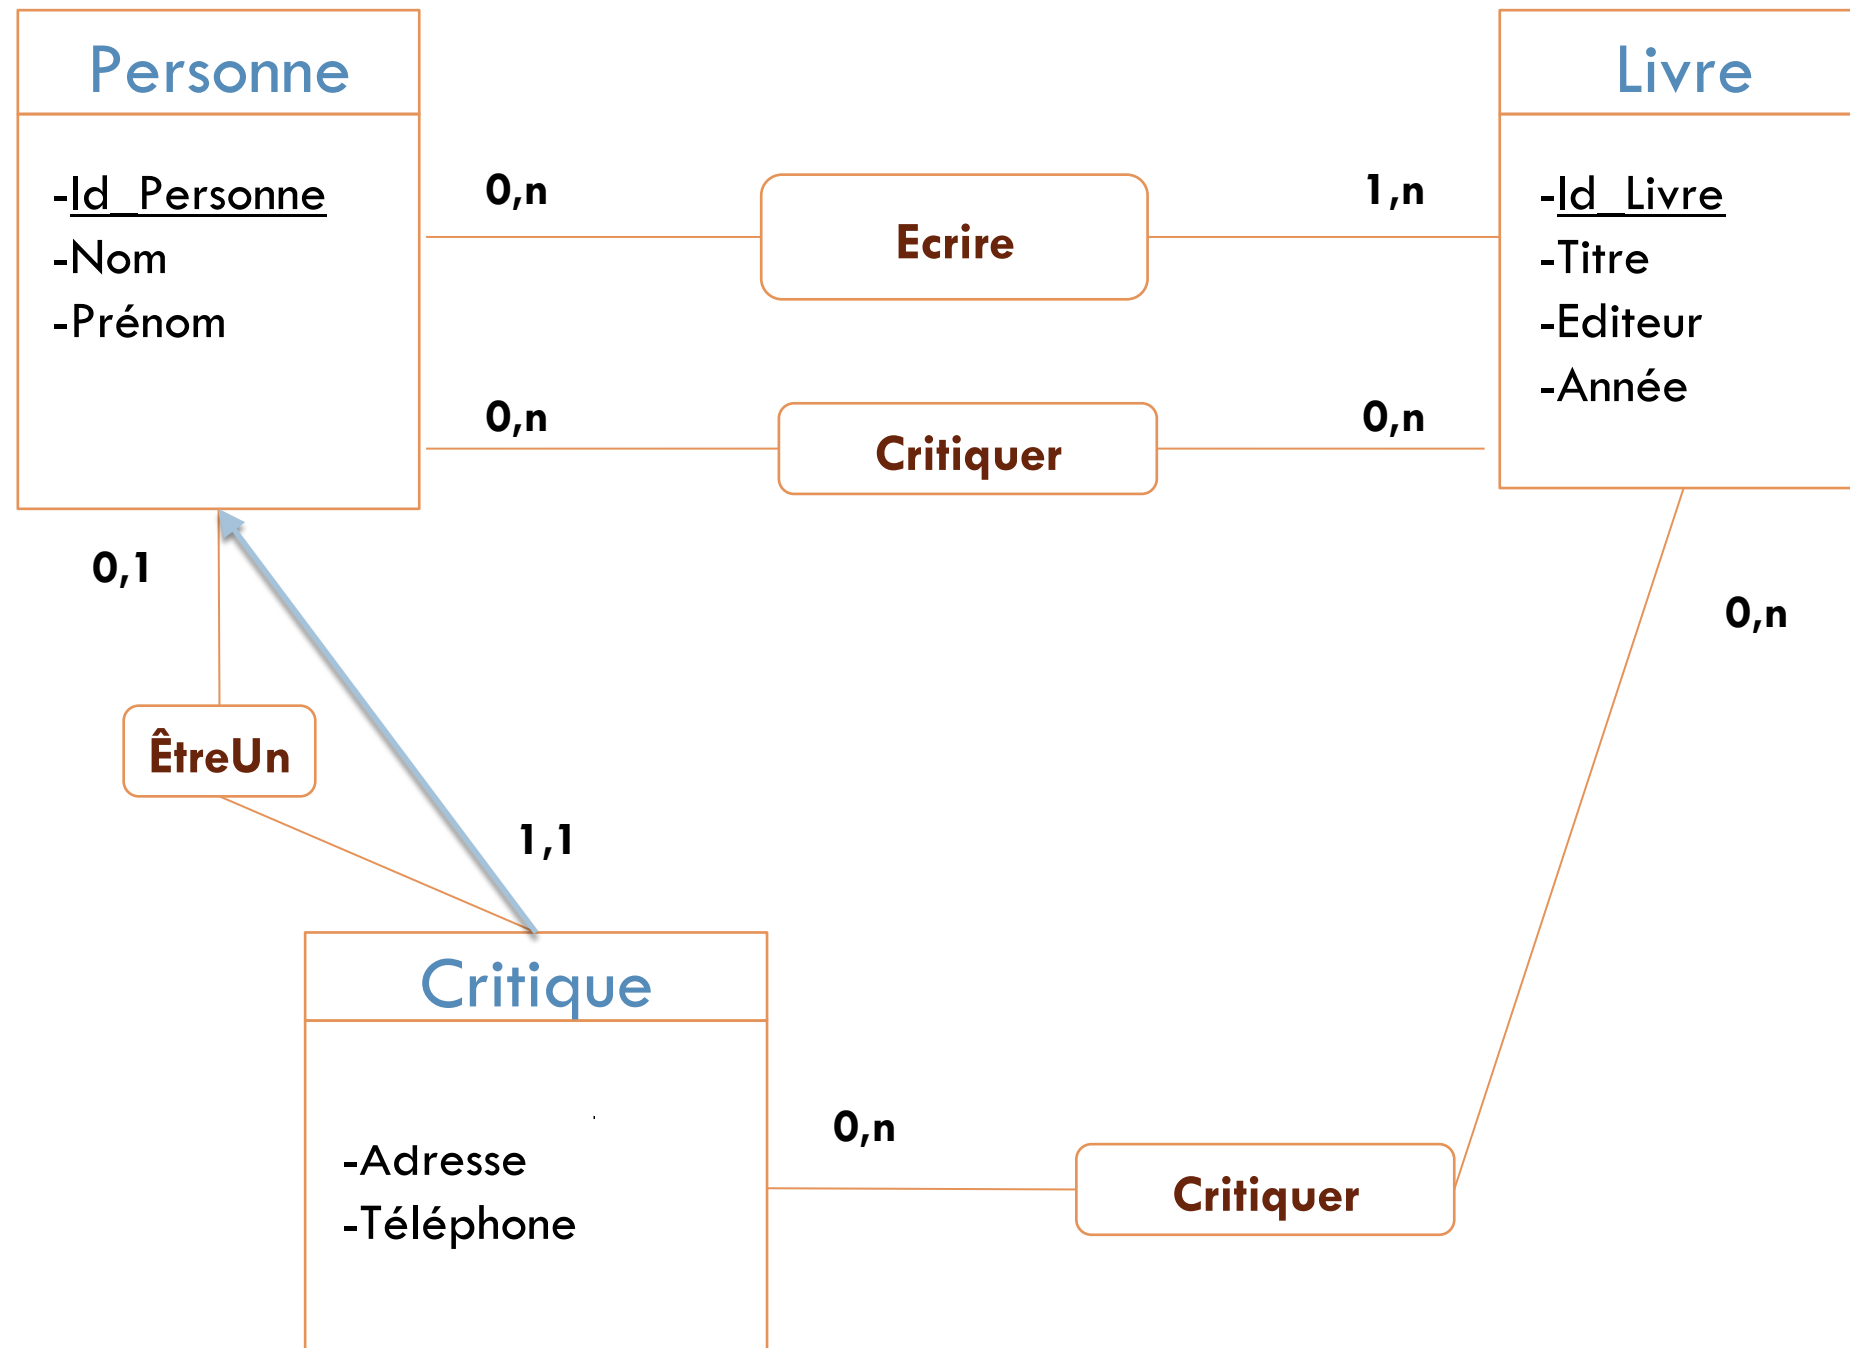 Personne
Livre
-Id_Personne
-Nom
-Prénom
0,n
Ecrire
1,n
-Id_Livre
-Titre
-Editeur
-Année
0,n
Critiquer
0,n
0,1
0,n
ÊtreUn
1,1
Critique
-Adresse
-Téléphone
0,n
Critiquer